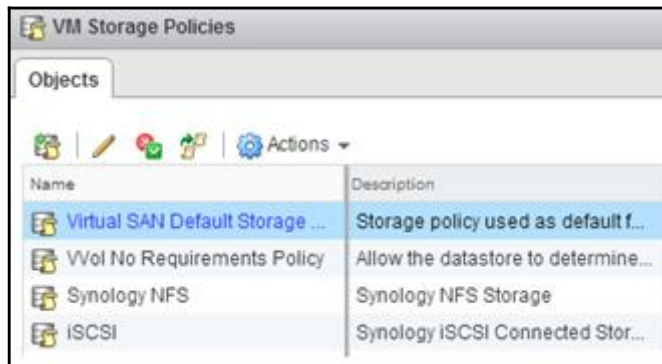 VM Storage Policies
Objects
Actions
Name Description
Virtual SAN Default Storage ... Storage policy used as default f...
VVol No Requirements Policy Allow the datastore to determine...
Synology NFS Synology NFS Storage
iSCSI Synology iSCSI Connected Stor...